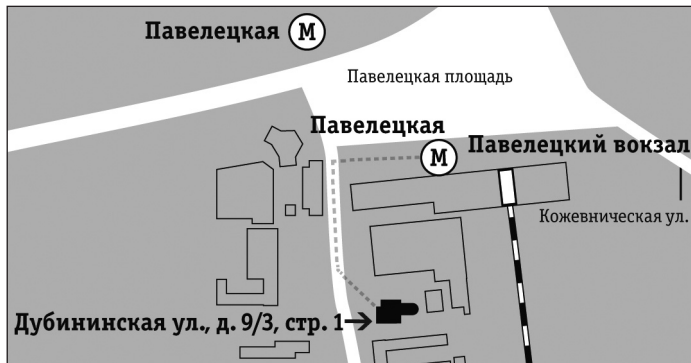 Павелецкая М
Павелецкая площадь
Павелецкая
М
Павелецкий вокзал
Кожевническая ул.
Дубининская ул., д. 9/3, стр. 1